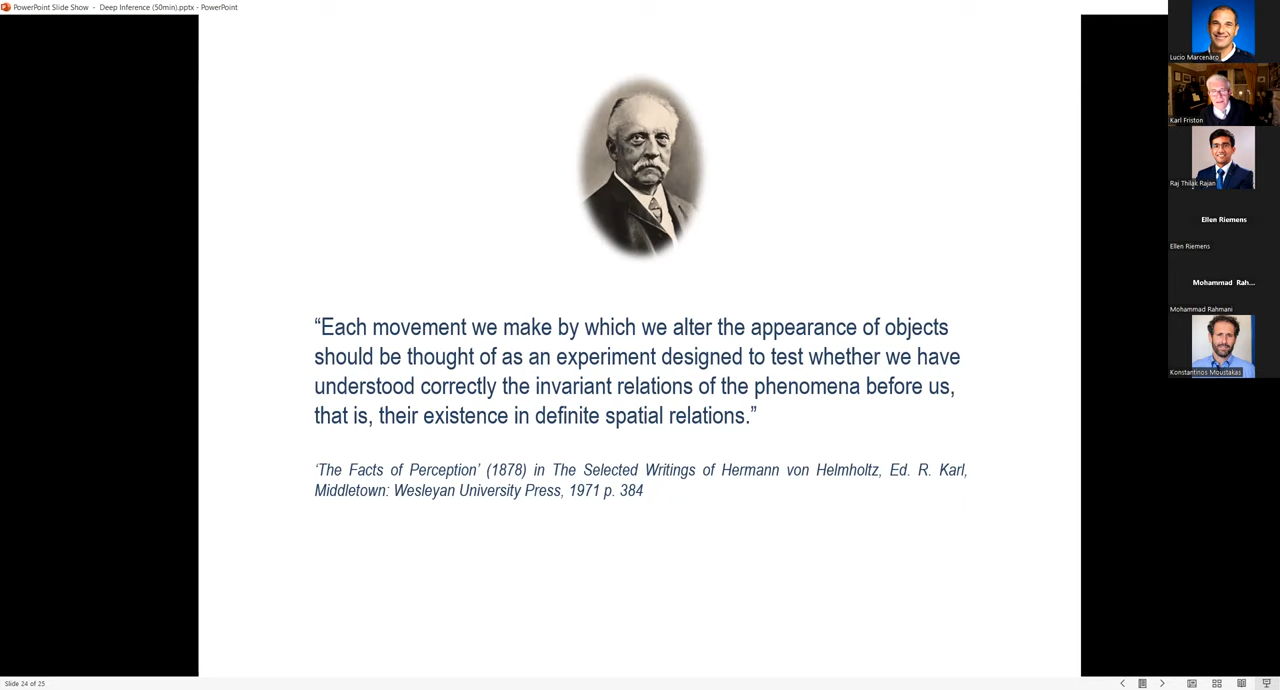 PowerPoint Slide Show - Deep Inference (50min).pptx - PowerPoint
“Each movement we make by which we alter the appearance of objects
should be thought of as an experiment designed to test whether we have
understood correctly the invariant relations of the phenomena before us,
that is, their existence in definite spatial relations.”
‘The Facts of Perception’ (1878) in The Selected Writings of Hermann von Helmholtz, Ed. R. Karl,
Middletown: Wesleyan University Press, 1971 p. 384
Lucio Marcenaro
Karl Friston
Raj Thilak Rajan
Ellen Riemens
Ellen Riemens
Mohammad Rah...
Mohammad Rahmani
Konstantinos Moustakas
Slide 24 of 25